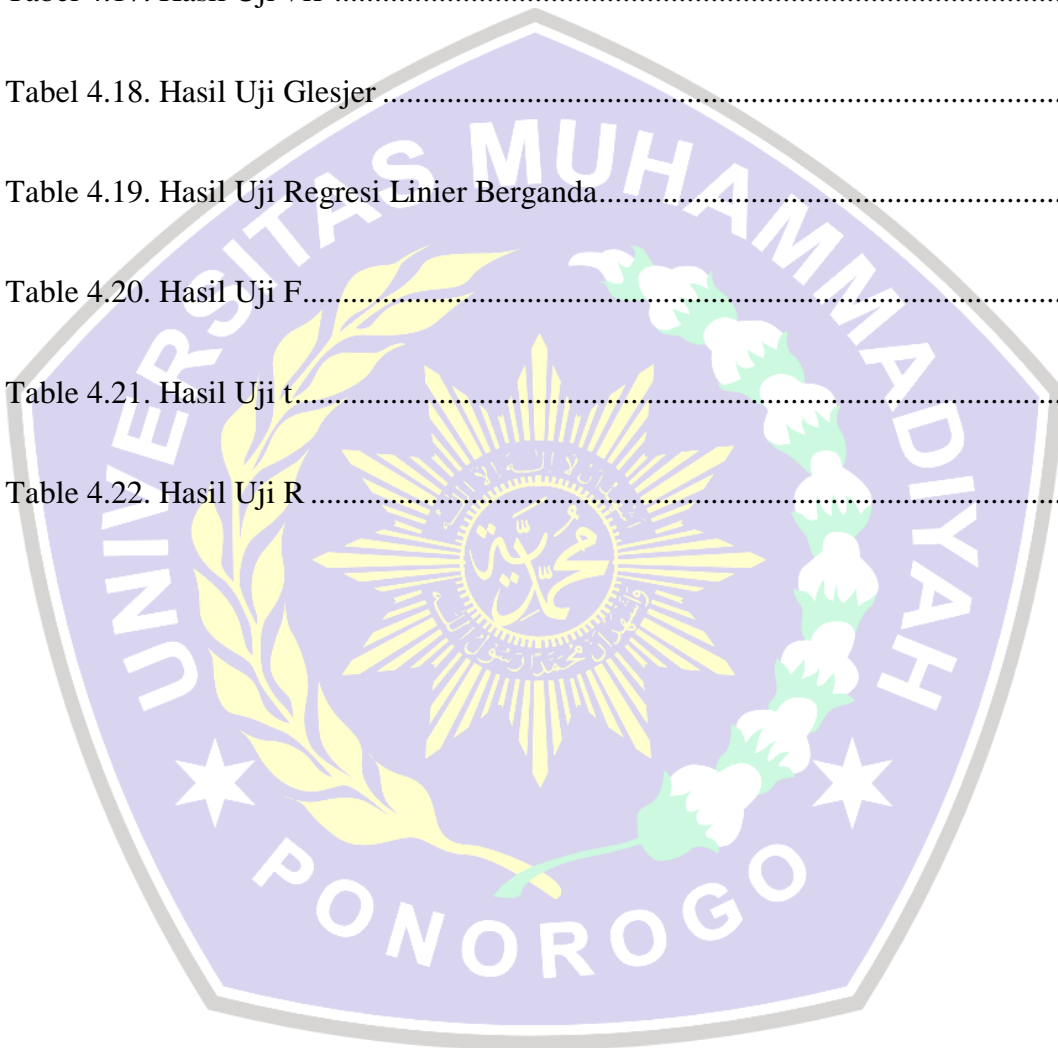 Tabel 4.18. Hasil Uji Glesjer
Table 4.19. Hasil Uji Regresi Linier Berganda
Table 4.20. Hasil Uji F
Table 4.21. Hasil Uji t
Table 4.22. Hasil Uji R
UNIVERSITAS MUHAMMADIYAH
PONOROGO
محمدية